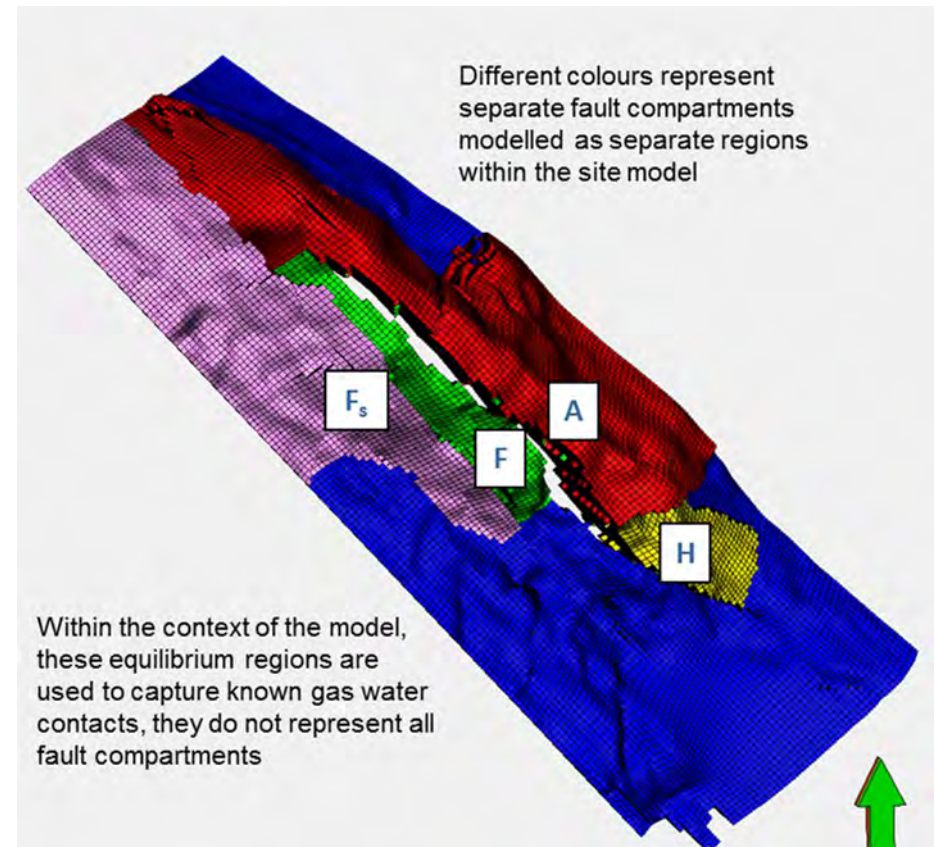 Different colours represent
separate fault compartments
modelled as separate regions
within the site model
A
Fs
F
H
Within the context of the model,
these equilibrium regions are
used to capture known gas water
contacts, they do not represent all
fault compartments